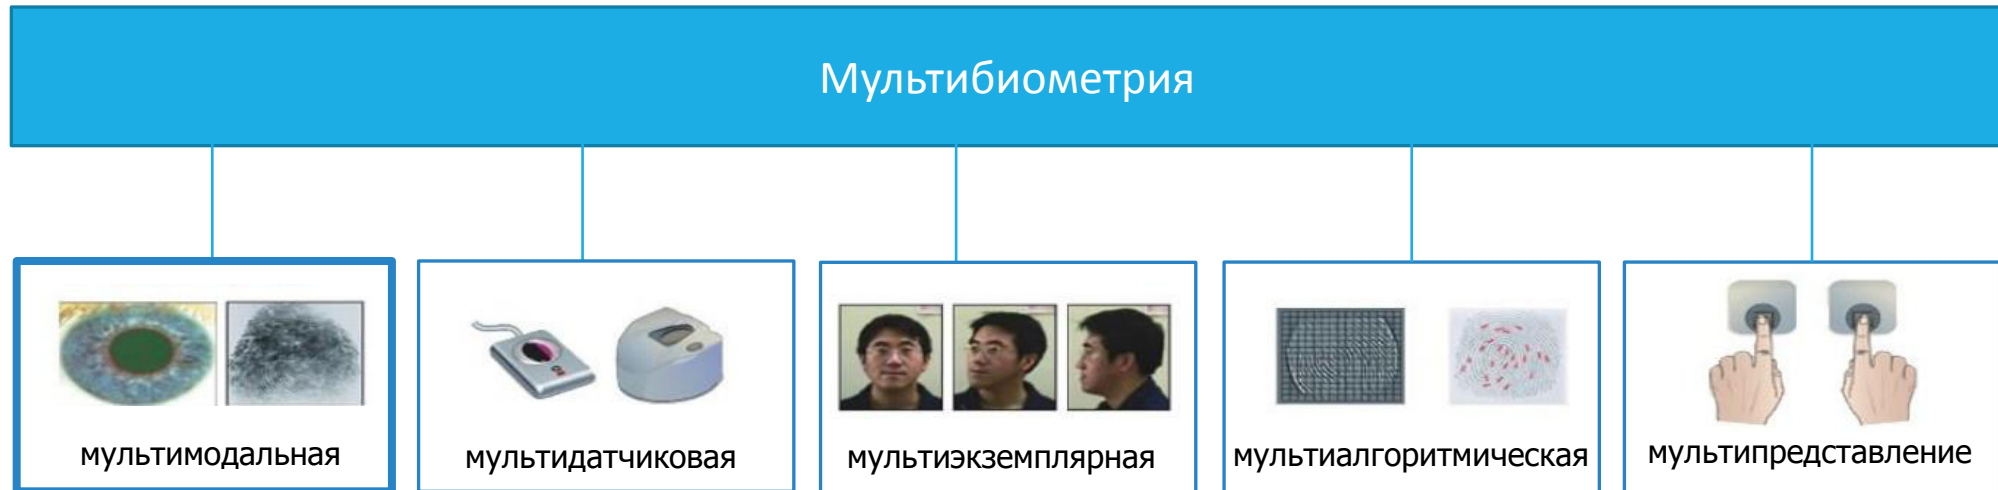 Мультибиометрия
мультимодальная
мультидатчиковая
мультиэкземплярная
мультиалгоритмическая
мультипредставление